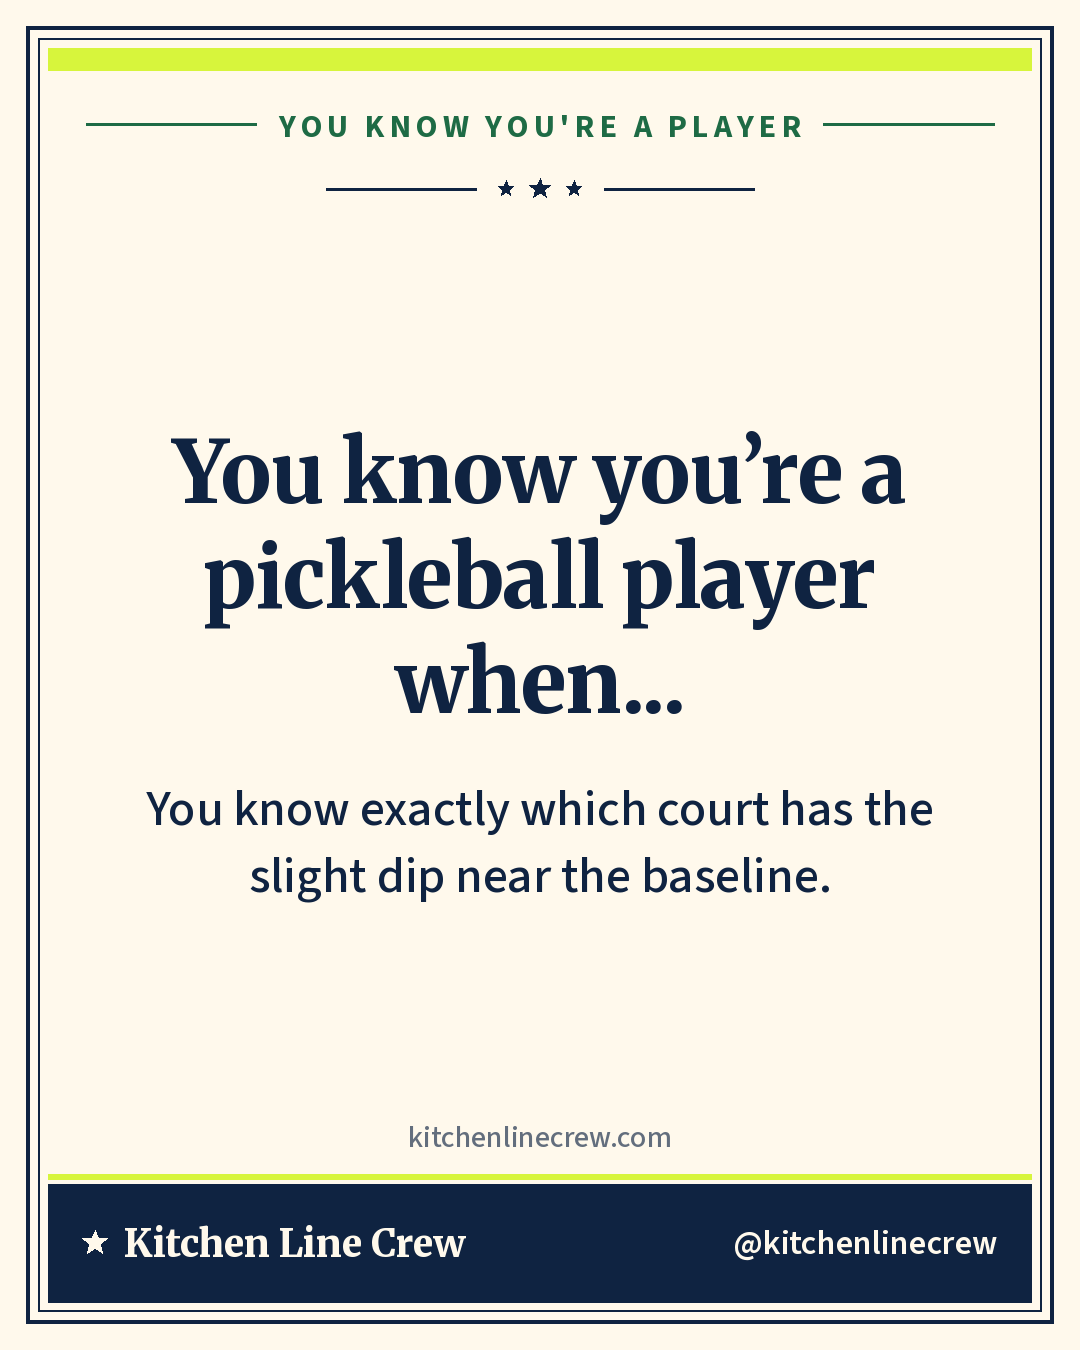 YOU KNOW YOU'RE A PLAYER
You know you’re a
pickleball player
when...
You know exactly which court has the
slight dip near the baseline.
kitchenlinecrew.com
Kitchen Line Crew
@kitchenlinecrew